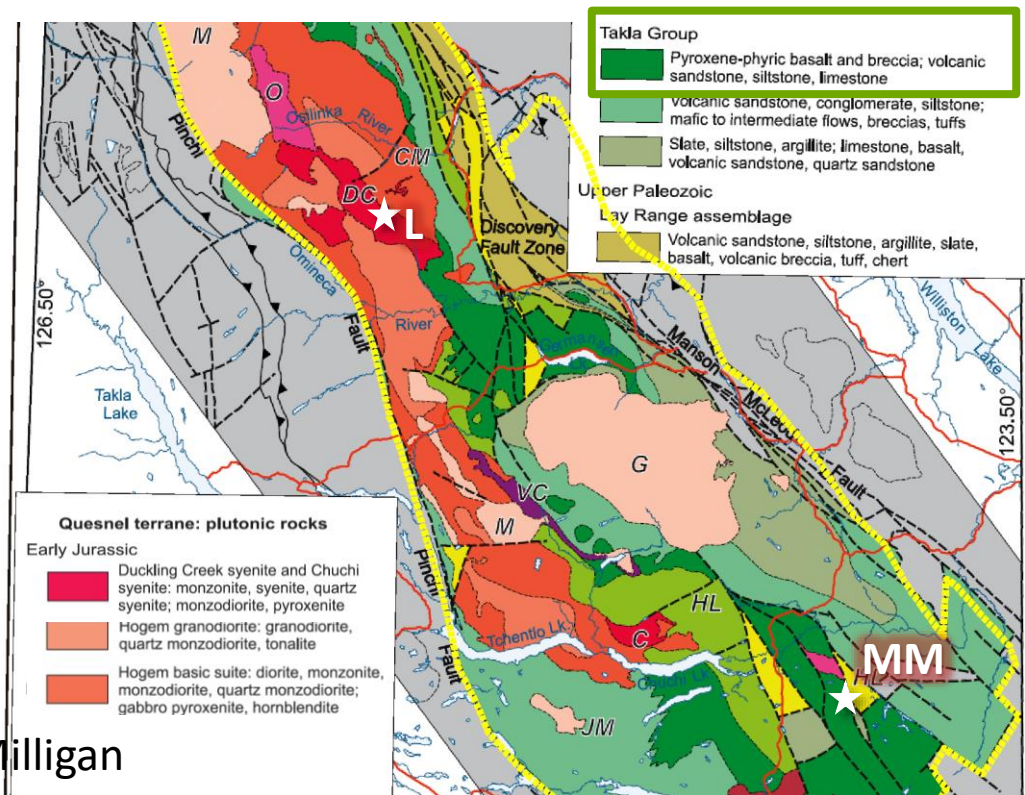 Takla Group
Pyroxene-phyric basalt and breccia; volcanic
sandstone, siltstone, limestone
Volcanic sandstone, conglomerate, siltstone;
mafic to intermediate flows, breccias, tuffs
Slate, siltstone, argillite; limestone, basalt,
volcanic sandstone, quartz sandstone
Upper Paleozoic
Lay Range assemblage
Volcanic sandstone, siltstone, argillite, slate,
basalt, volcanic breccia, tuff, chert
M
O
Osilinka River
Pinchi
CM
DC
L
Discovery
Fault Zone
Omineca
River
Fault
126.50°
Takla
Lake
Germansen
Manson
McLeod
Fault
Williston
Lake
123.50°
G
VC
M
Quesnel terrane: plutonic rocks
Early Jurassic
Duckling Creek syenite and Chuchi
syenite: monzonite, syenite, quartz
syenite; monzodiorite, pyroxenite
Hogem granodiorite: granodiorite,
quartz monzodiorite, tonalite
Hogem basic suite: diorite, monzonite,
monzodiorite, quartz monzodiorite;
gabbro pyroxenite, hornblendite
Pinchi
Fault
Tchentlo Lk.
HL
C
Chuchi Lk.
MM
HL
JM
Milligan